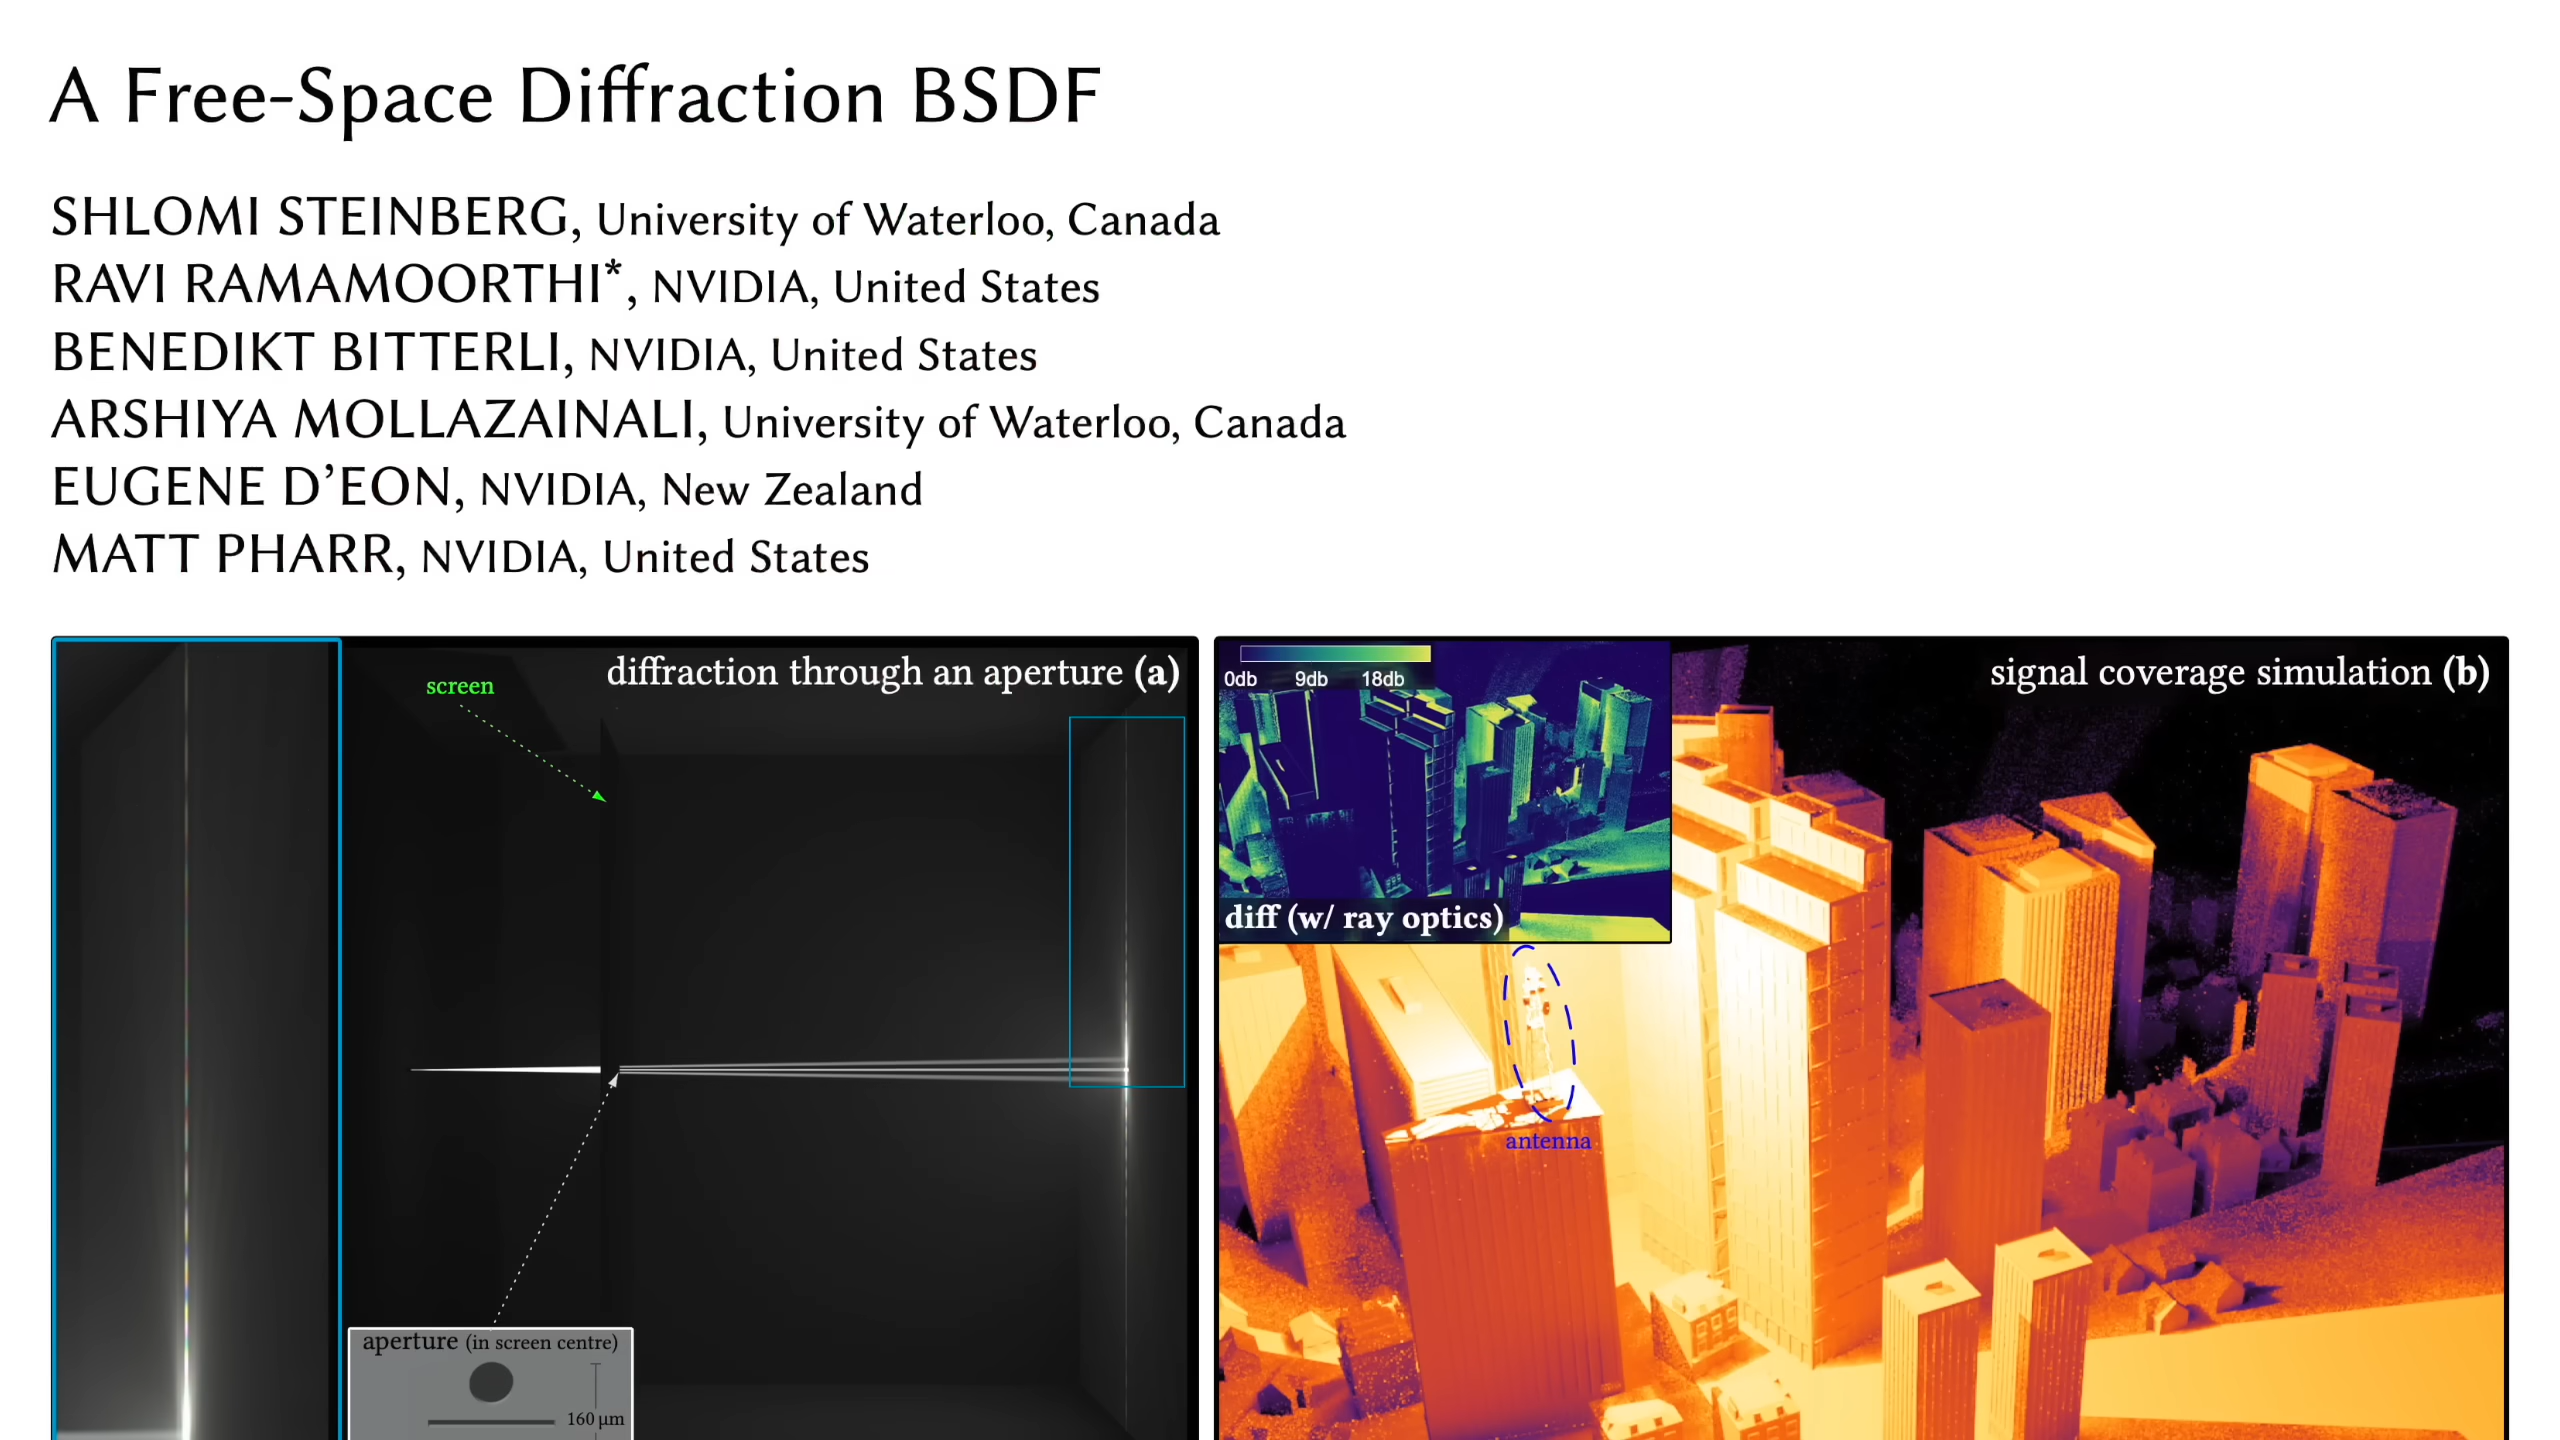 A Free-Space Diffraction BSDF
SHLOMI STEINBERG, University of Waterloo, Canada
RAVI RAMAMOORTHI*, NVIDIA, United States
BENEDIKT BITTERLI, NVIDIA, United States
ARSHIYA MOLLAZAINALI, University of Waterloo, Canada
EUGENE D’EON, NVIDIA, New Zealand
MATT PHARR, NVIDIA, United States
diffraction through an aperture (a)
screen
aperture (in screen centre)
160 μm
signal coverage simulation (b)
0db 9db 18db
diff (w/ ray optics)
antenna